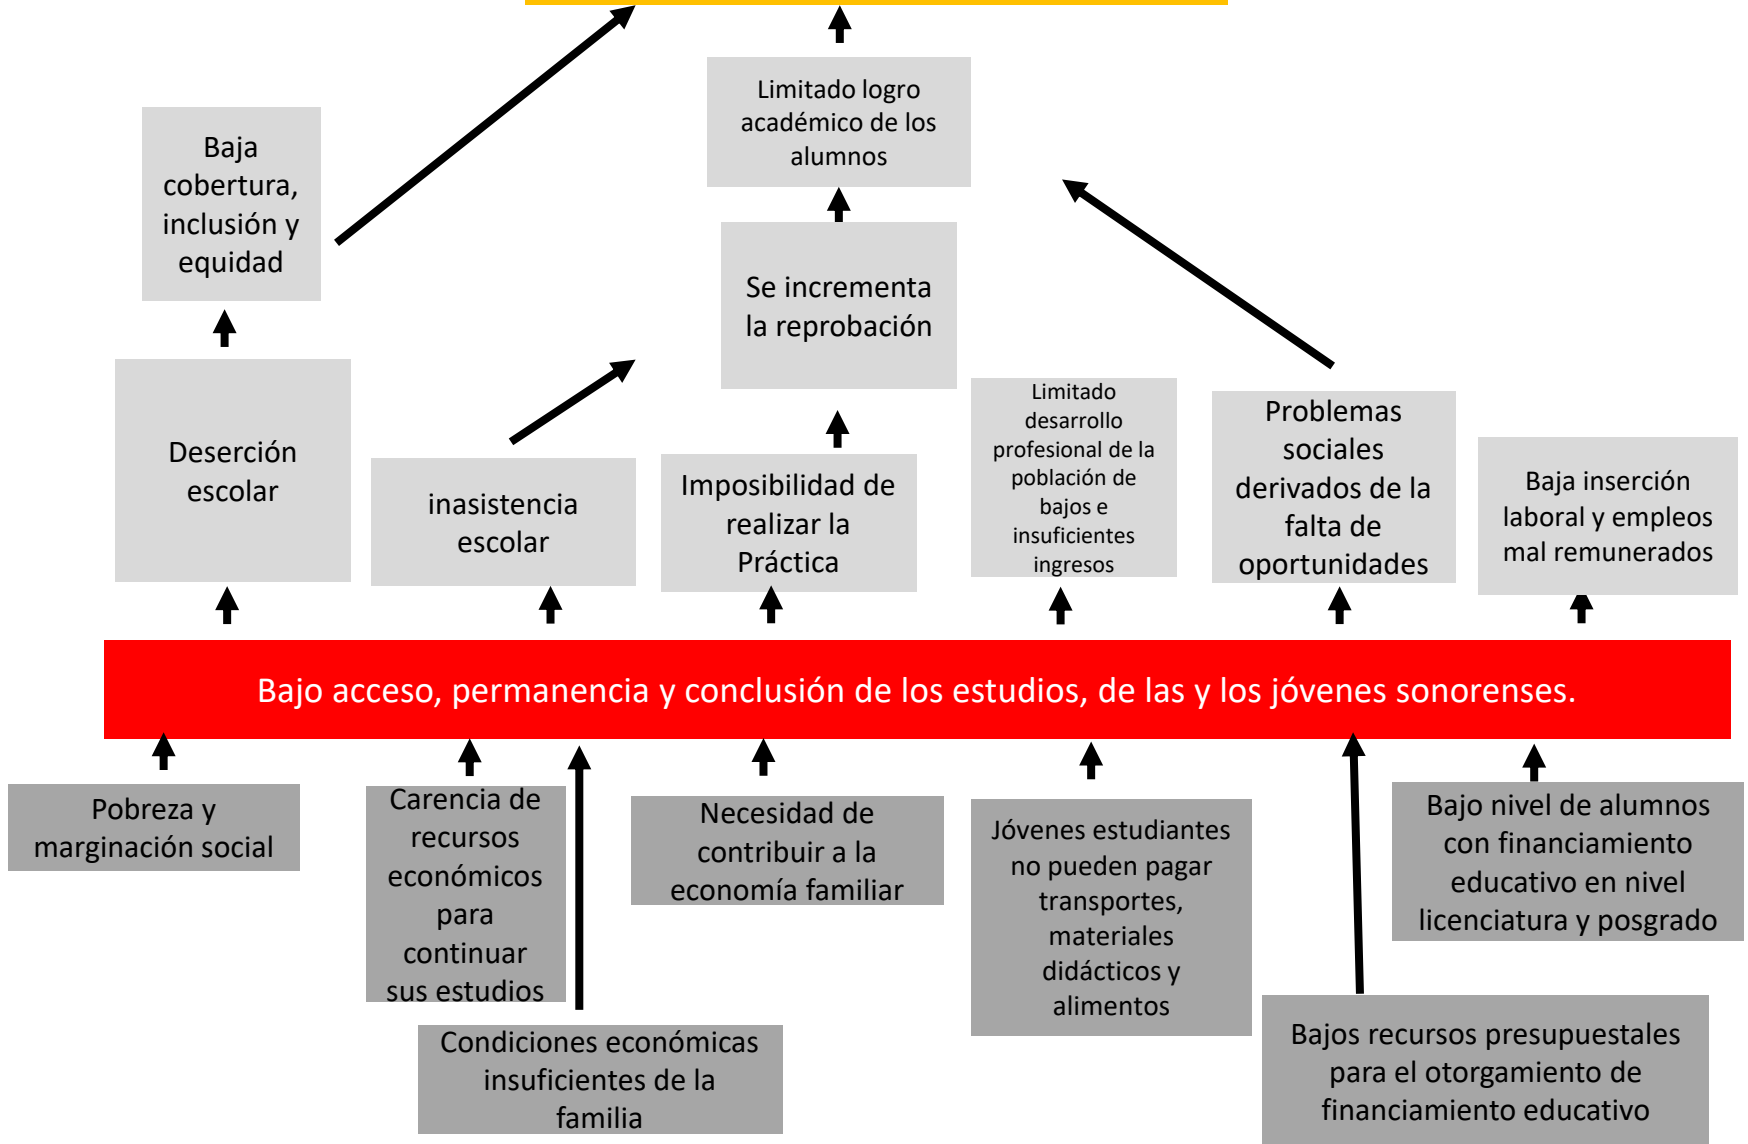 Limitado logro
académico de los
alumnos
Baja
cobertura,
inclusión y
equidad
Se incrementa
la reprobación
Deserción
escolar
inasistencia
escolar
Imposibilidad de
realizar la
Práctica
Limitado
desarrollo
profesional de la
población de
bajos e
insuficientes
ingresos
Problemas
sociales
derivados de la
falta de
oportunidades
Baja inserción
laboral y empleos
mal remunerados
Bajo acceso, permanencia y conclusión de los estudios, de las y los jóvenes sonorenses.
Pobreza y
marginación social
Carencia de
recursos
económicos
para
continuar
sus estudios
Necesidad de
contribuir a la
economía familiar
Jóvenes estudiantes
no pueden pagar
transportes,
materiales
didácticos y
alimentos
Bajo nivel de alumnos
con financiamiento
educativo en nivel
licenciatura y posgrado
Condiciones económicas
insuficientes de la
familia
Bajos recursos presupuestales
para el otorgamiento de
financiamiento educativo